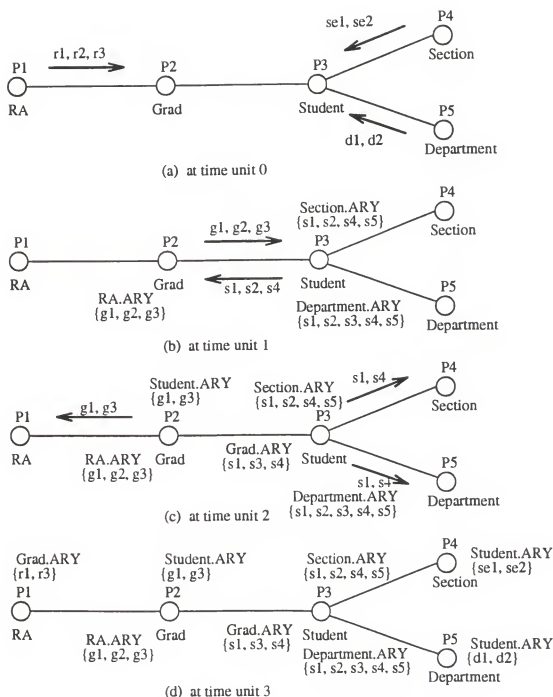 se1, se2
P4
Section
P1
r1, r2, r3
P2
P3
RA
Grad
Student
d1, d2
P5
Department
(a) at time unit 0
P4
Section
Section.ARY
{s1, s2, s4, s5}
P1
g1, g2, g3
P2
P3
RA
Grad
s1, s2, s4
Student
RA.ARY
{g1, g2, g3}
Department.ARY
{s1, s2, s3, s4, s5}
P5
Department
(b) at time unit 1
Student.ARY
{g1, g3}
Section.ARY
{s1, s2, s4, s5}
s1, s4
P4
Section
P1
g1, g3
P2
P3
RA
RA.ARY
{g1, g2, g3}
Grad
Grad.ARY
{s1, s3, s4}
Student
s1, s4
Department.ARY
{s1, s2, s3, s4, s5}
P5
Department
(c) at time unit 2
Grad.ARY
{r1, r3}
Student.ARY
{g1, g3}
Section.ARY
{s1, s2, s4, s5}
P4
Section
Student.ARY
{se1, se2}
P1
P2
P3
RA
RA.ARY
{g1, g2, g3}
Grad
Grad.ARY
{s1, s3, s4}
Student
Department.ARY
{s1, s2, s3, s4, s5}
P5
Department
Student.ARY
{d1, d2}
(d) at time unit 3